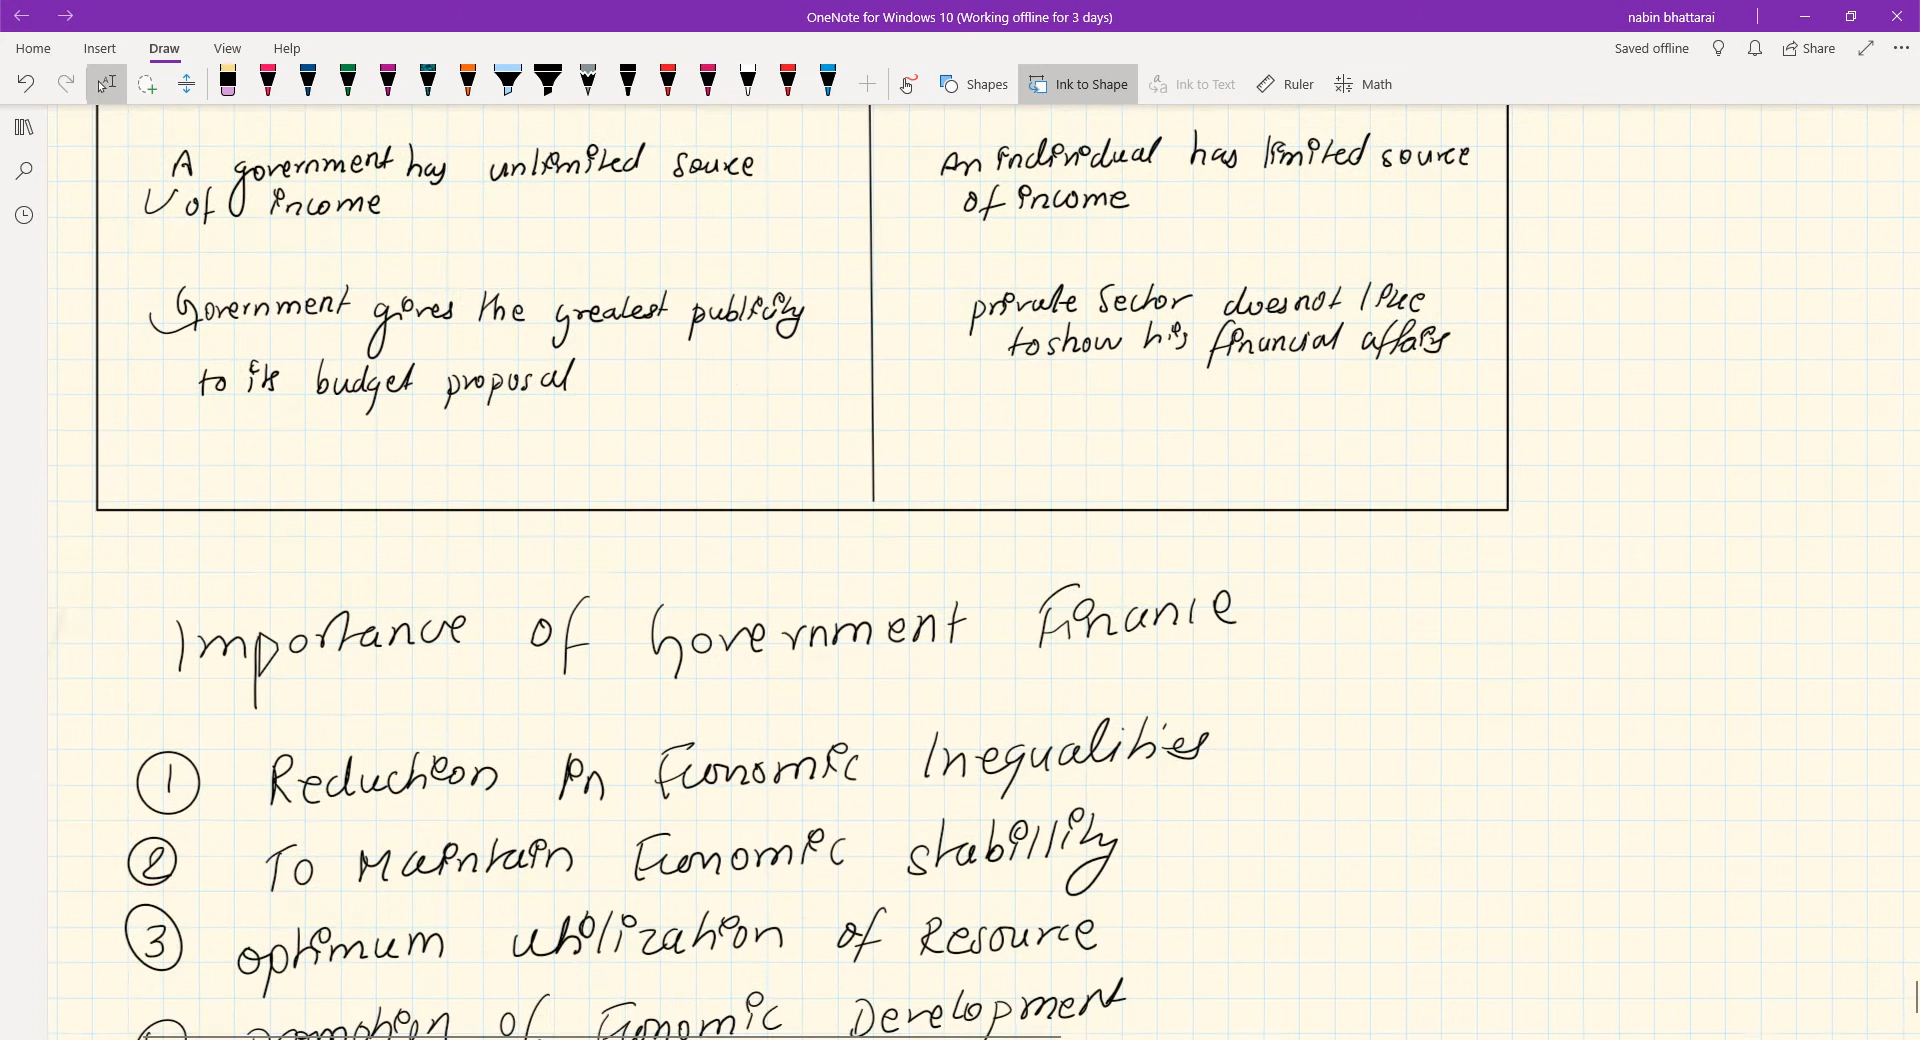 OneNote for Windows 10 (Working offline for 3 days)
nabin bhattarai
Home Insert Draw View Help
Saved offline Share
Shapes Ink to Shape Ink to Text Ruler Math
A government has unlimited source
of income
An individual has limited source
of income
Government gives the greatest publicity
to its budget proposal
private sector doesnot like
to show his financial affairs
Importance of Government Finance
1 Reduction in Economic Inequalities
2 To Maintain Economic stabillity
3 optimum utilization of Resource
promotion of Economic Development